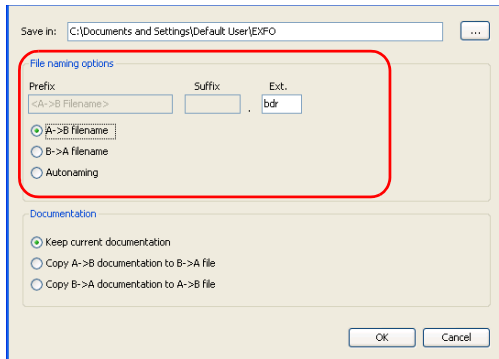 Save in: C:\Documents and Settings\Default User\EXFO ...
File naming options
Prefix Suffix Ext.
<A->B Filename> . bdr
A->B filename
B->A filename
Autonaming
Documentation
Keep current documentation
Copy A->B documentation to B->A file
Copy B->A documentation to A->B file
OK Cancel